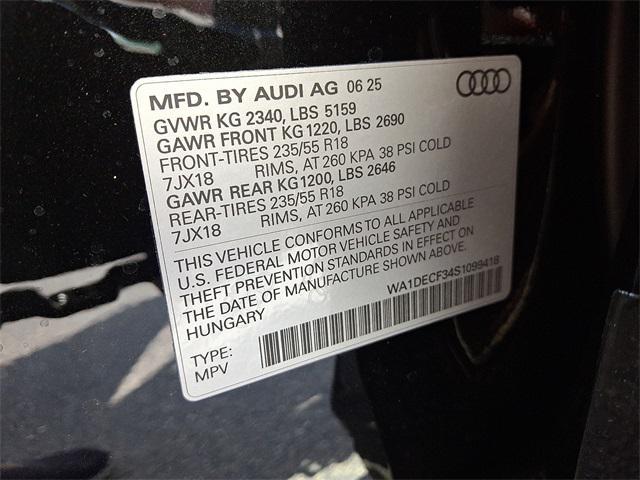 MFD. BY AUDI AG 06 25
GVWR KG 2340, LBS 5159
GAWR FRONT KG 1220, LBS 2690
FRONT-TIRES 235/55 R18
7JX18 RIMS, AT 260 KPA 38 PSI COLD
GAWR REAR KG 1200, LBS 2646
REAR-TIRES 235/55 R18
7JX18 RIMS, AT 260 KPA 38 PSI COLD
THIS VEHICLE CONFORMS TO ALL APPLICABLE
U.S. FEDERAL MOTOR VEHICLE SAFETY AND
THEFT PREVENTION STANDARDS IN EFFECT ON
THE DATE OF MANUFACTURE SHOWN ABOVE.
HUNGARY
WA1DECF34S1099418
TYPE:
MPV